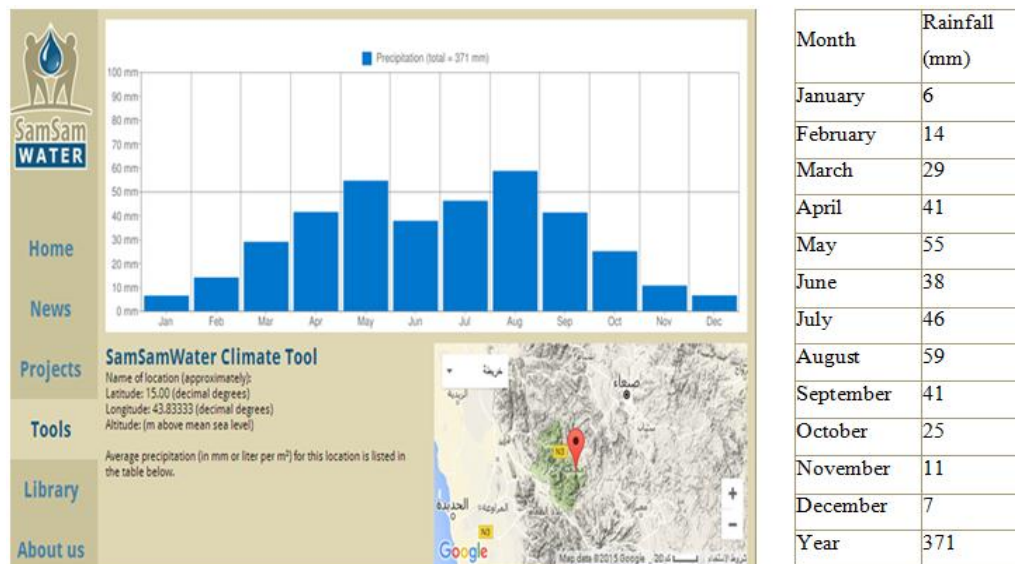 SamSam
WATER
Home
News
Projects
Tools
Library
About us
Precipitation (total = 371 mm)
100 mm
90 mm
80 mm
70 mm
60 mm
50 mm
40 mm
30 mm
20 mm
10 mm
0 mm
Jan Feb Mar Apr May Jun Jul Aug Sep Oct Nov Dec
SamSamWater Climate Tool
Name of location (approximately):
Latitude: 15.00 (decimal degrees)
Longitude: 43.83333 (decimal degrees)
Altitude: (m above mean sea level)
Average precipitation (in mm or liter per m²) for this location is listed in
the table below.
خريطة
صنعاء
N3
الحديدة
المراوعة
N3
+
−
Google
Map data ©2015 Google
Month Rainfall
(mm)
January 6
February 14
March 29
April 41
May 55
June 38
July 46
August 59
September 41
October 25
November 11
December 7
Year 371